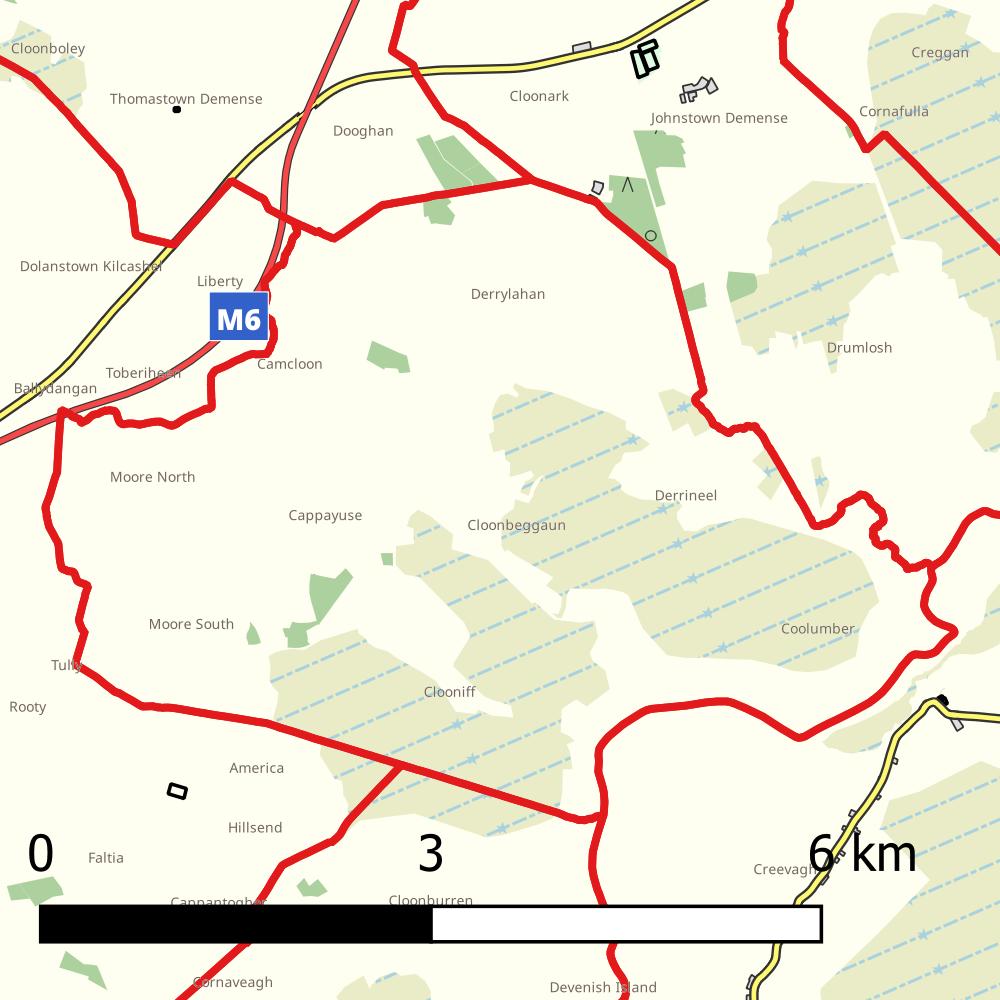 Cloonboley
Creggan
Thomastown Demense
Cloonark
Cornafulla
Johnstown Demense
Dooghan
Dolanstown Kilcashel
Liberty
Derrylahan
M6
Drumlosh
Camcloon
Toberiheen
Ballydangan
Moore North
Derrineel
Cappayuse
Cloonbeggaun
Moore South
Coolumber
Tully
Clooniff
Rooty
America
Hillsend
0
3
6 km
Faltia
Creevagh
Cappantogher
Cloonburren
Cornaveagh
Devenish Island